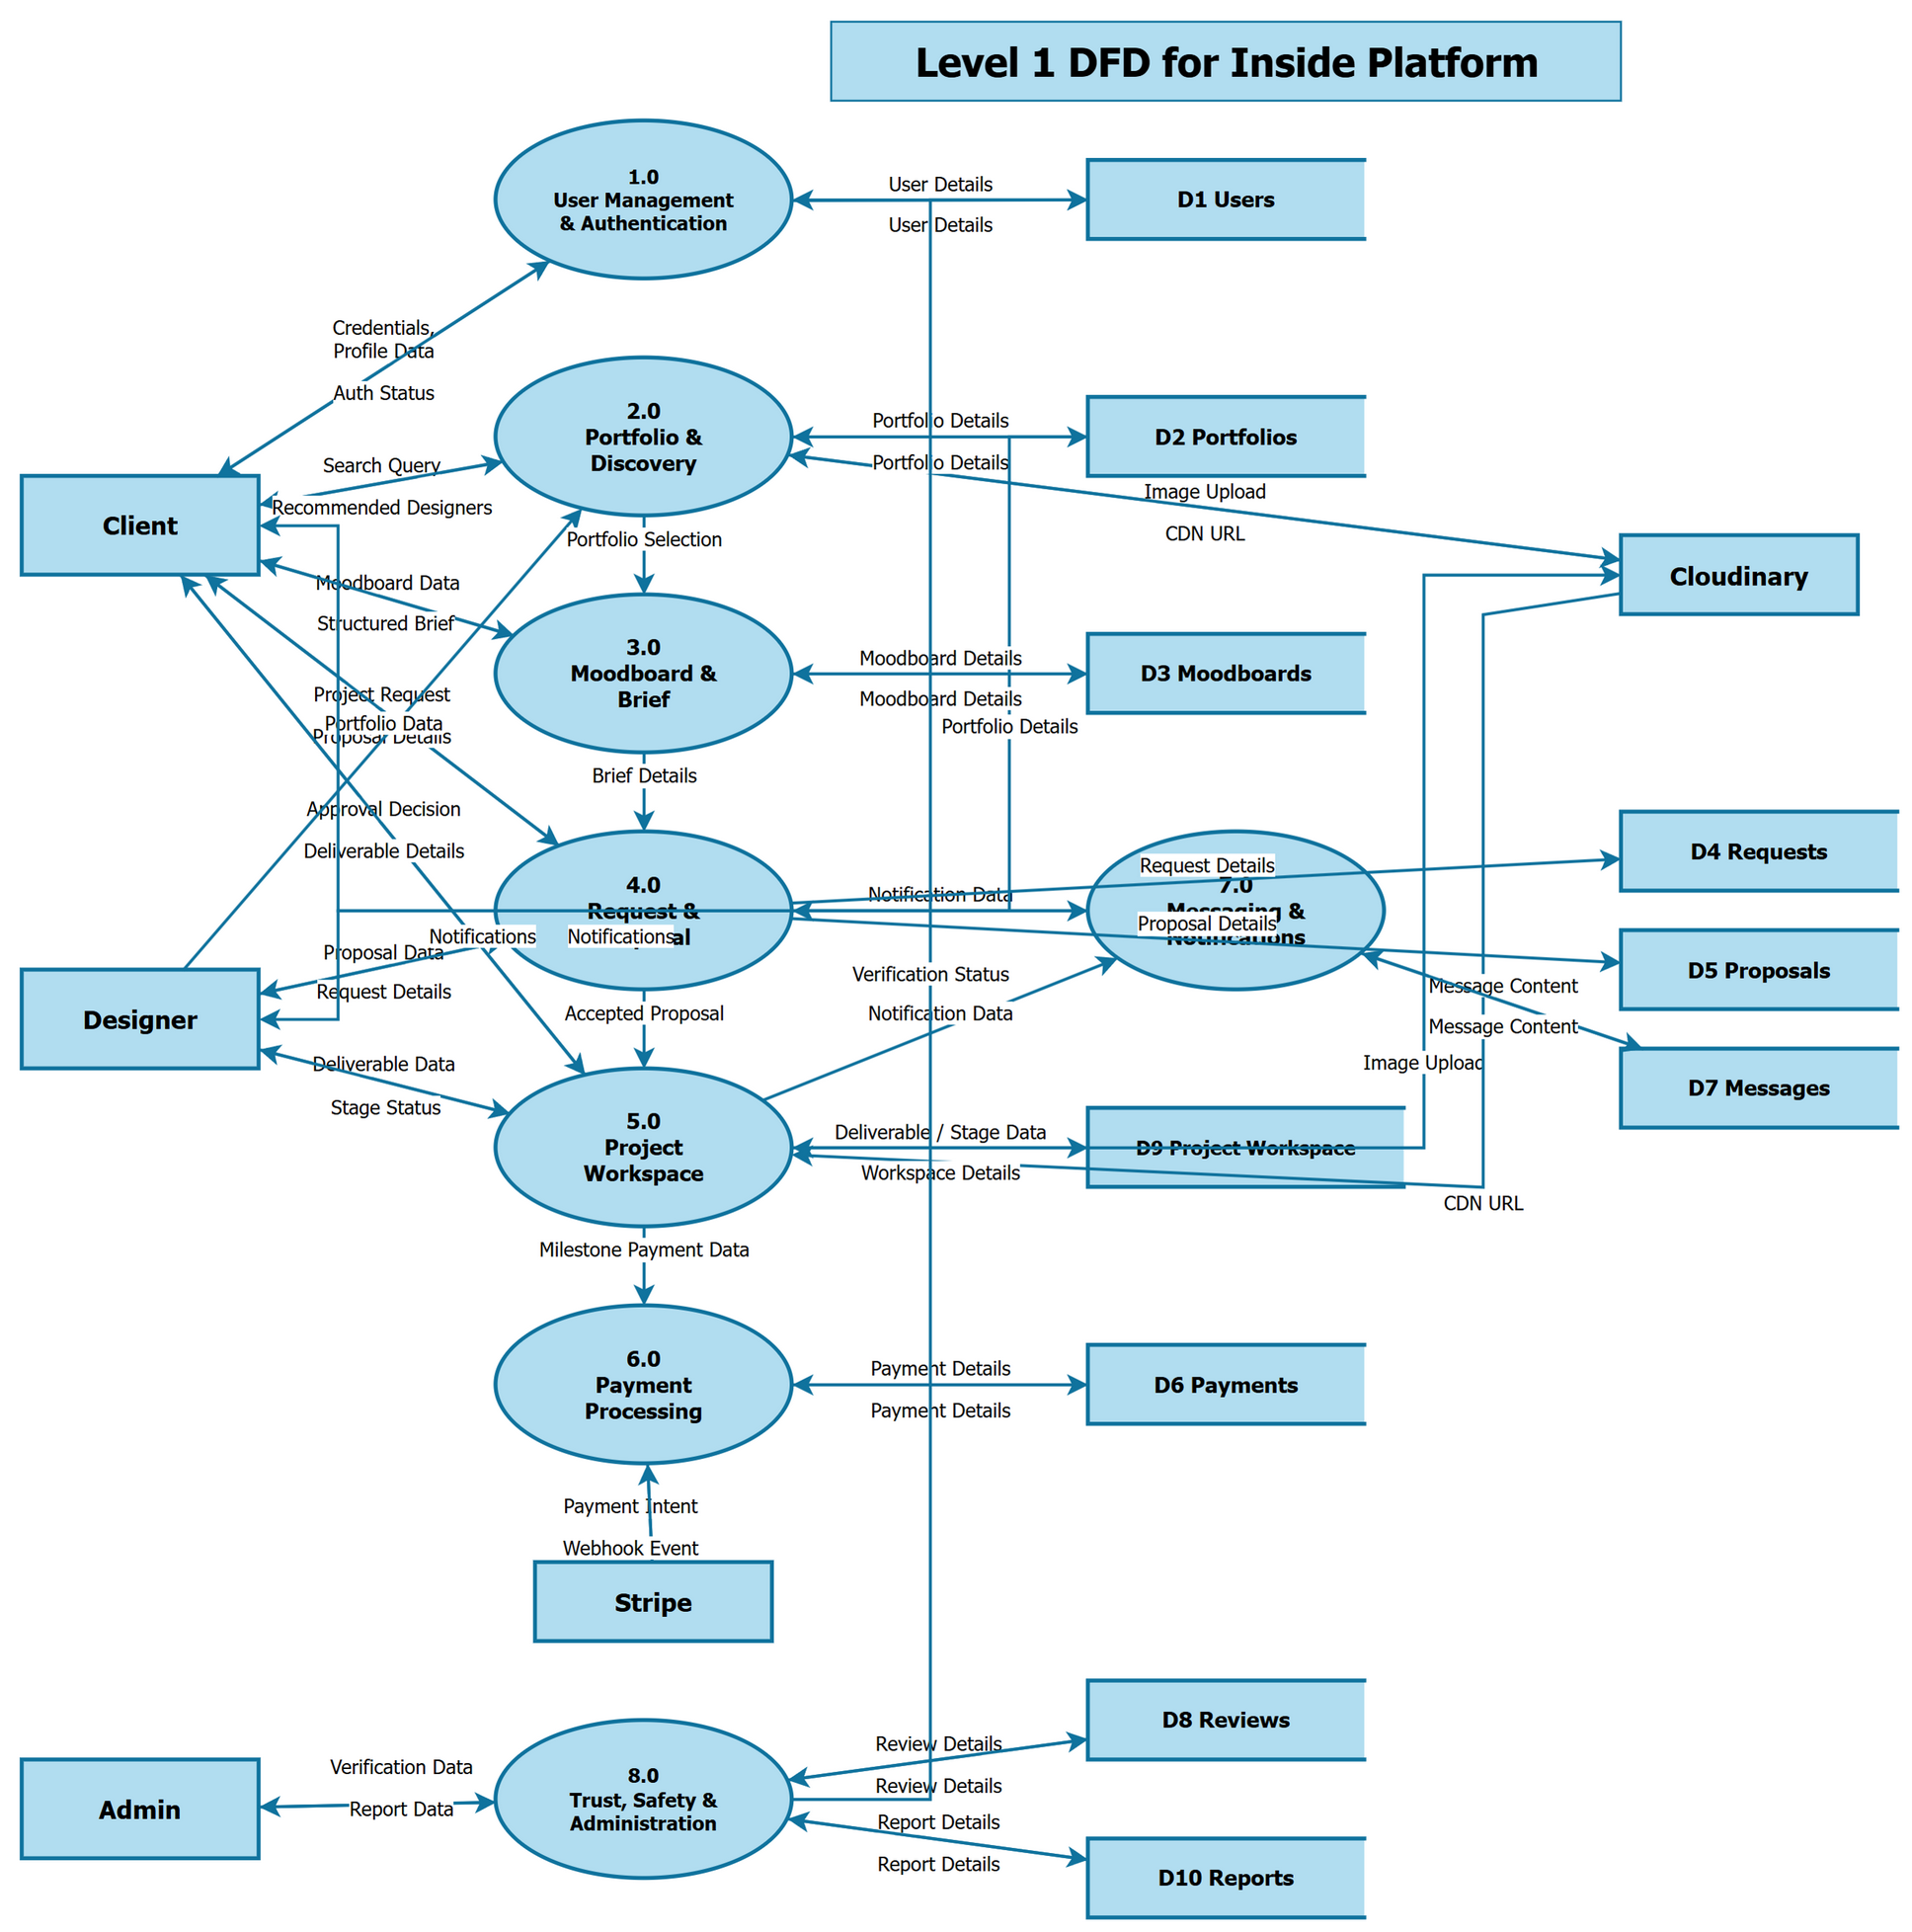 Level 1 DFD for Inside Platform
1.0
User Management
& Authentication
User Details
User Details
D1 Users
Credentials,
Profile Data
Auth Status
2.0
Portfolio &
Discovery
Portfolio Details
Portfolio Details
D2 Portfolios
Search Query
Recommended Designers
Client
Image Upload
CDN URL
Cloudinary
Portfolio Selection
Moodboard Data
Structured Brief
3.0
Moodboard &
Brief
Moodboard Details
Moodboard Details
D3 Moodboards
Project Request
Portfolio Data
Proposal Details
Portfolio Details
Brief Details
Approval Decision
Deliverable Details
4.0
Request &
Notification Data
Request Details
7.0
Messaging &
Notifications
Proposal Details
D4 Requests
Notifications
Notifications
Proposal Data
Request Details
Designer
Verification Status
Notification Data
D5 Proposals
Message Content
Message Content
Accepted Proposal
Deliverable Data
Stage Status
Image Upload
D7 Messages
5.0
Project
Workspace
Deliverable / Stage Data
Workspace Details
D9 Project Workspace
CDN URL
Milestone Payment Data
6.0
Payment
Processing
Payment Details
Payment Details
D6 Payments
Payment Intent
Webhook Event
Stripe
D8 Reviews
Review Details
Review Details
Verification Data
Report Data
Admin
8.0
Trust, Safety &
Administration
Report Details
Report Details
D10 Reports